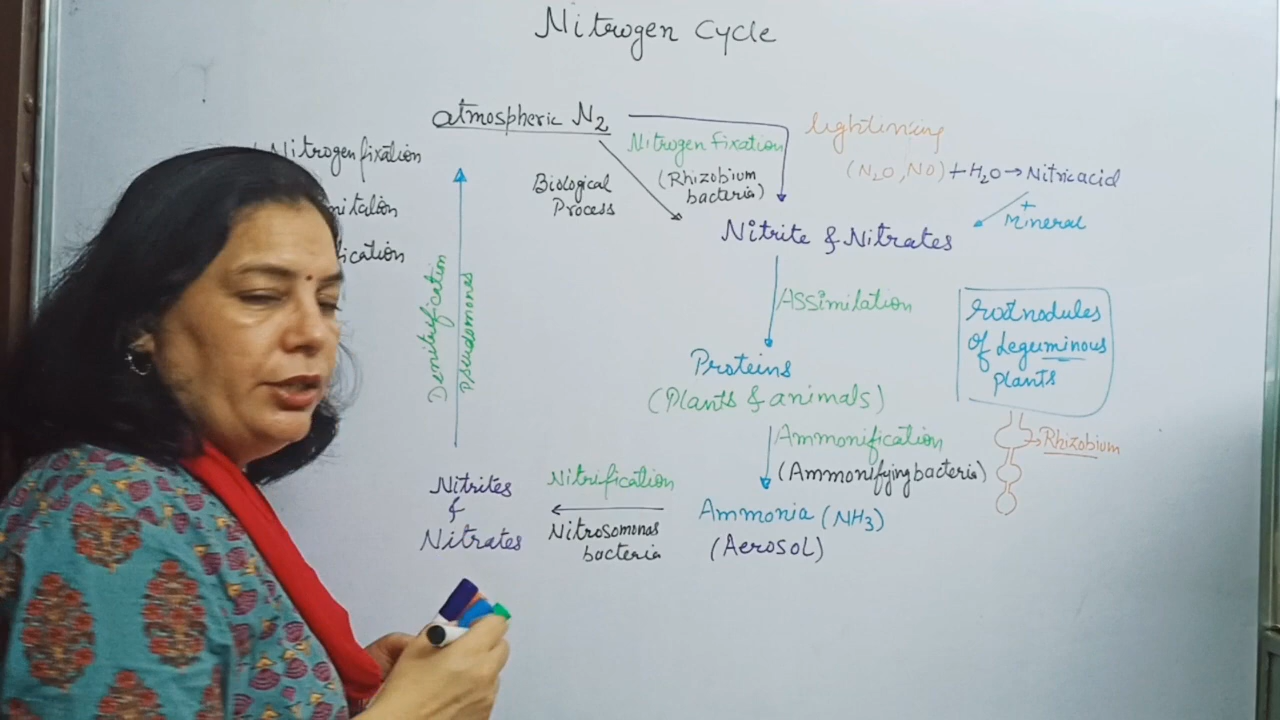 Nitrogen Cycle
atmospheric N2
Nitrogen fixation
Nitrogen fixation
(Rhizobium
bacteria)
Biological
Process
lightening
(N2O, NO) + H2O → Nitric acid
+
Mineral
Nitrite & Nitrates
Assimilation
Proteins
(Plants & animals)
Ammonification
(Ammonifying bacteria)
Ammonia (NH3)
(Aerosol)
Nitrification
Nitrosomonas
bacteria
Nitrites
&
Nitrates
Denitrification
Pseudomonas
Rootnodules
of Leguminous
plants
Rhizobium